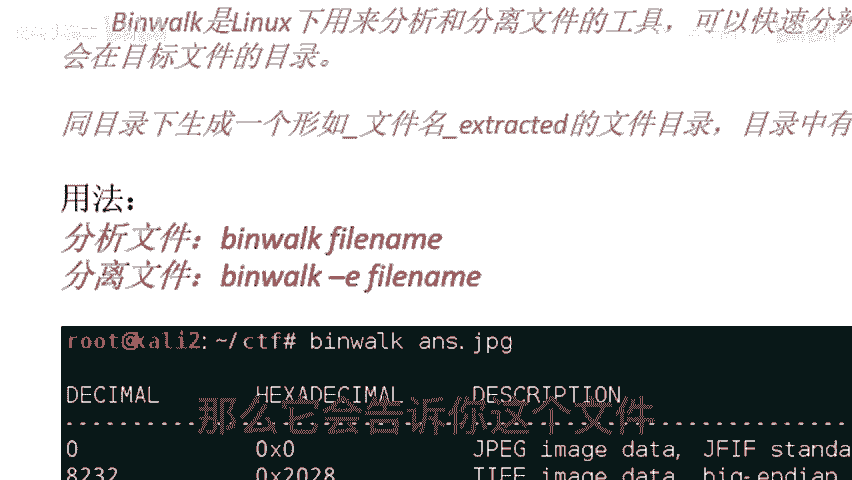 Binwalk是Linux下用来分析和分离文件的工具，可以快速分辨
会在目标文件的目录。
同目录下生成一个形如_文件名_extracted的文件目录，目录中有
用法：
分析文件：binwalk filename
分离文件：binwalk –e filename
root@kali2:~/ctf# binwalk ans.jpg
DECIMAL HEXADECIMAL DESCRIPTION
那么它会告诉你这个文件
0 0x0 JPEG image data, JFIF standa
8232 0x2028 TIFF image data, big-endian